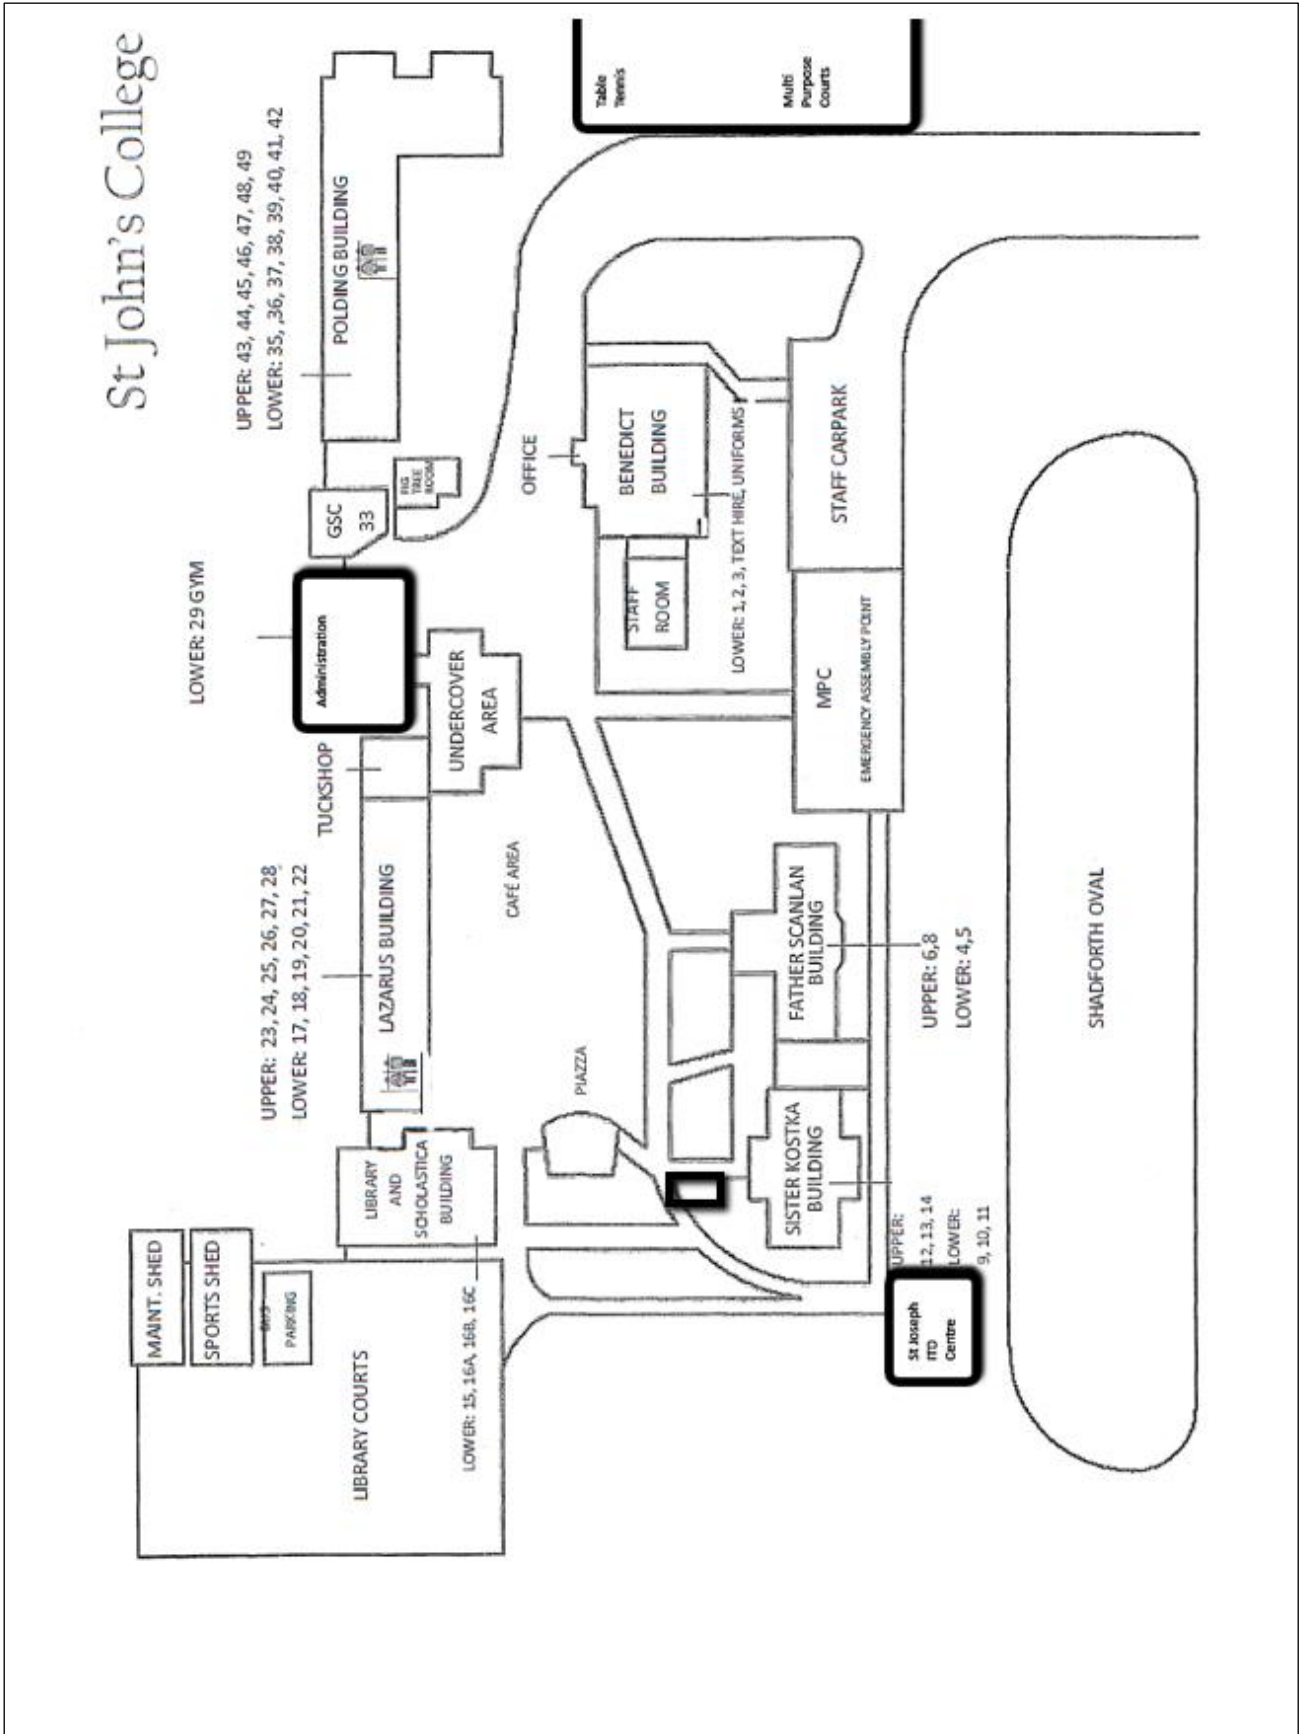 St John's College
UPPER: 43, 44, 45, 46, 47, 48, 49
LOWER: 35, ,36, 37, 38, 39, 40, 41, 42
POLDING BUILDING
Table
Tennis
Multi
Purpose
Courts
LOWER: 29 GYM
Administration
GSC
33
FIG
TREE
ROOM
OFFICE
BENEDICT
BUILDING
STAFF
ROOM
LOWER: 1, 2, 3, TEXT HIRE, UNIFORMS
STAFF CARPARK
TUCKSHOP
UNDERCOVER
AREA
MPC
EMERGENCY ASSEMBLY POINT
UPPER: 23, 24, 25, 26, 27, 28
LOWER: 17, 18, 19, 20, 21, 22
LAZARUS BUILDING
CAFÉ AREA
PIAZZA
FATHER SCANLAN
BUILDING
UPPER: 6,8
LOWER: 4,5
SHADFORTH OVAL
LIBRARY
AND
SCHOLASTICA
BUILDING
SISTER KOSTKA
BUILDING
UPPER:
12, 13, 14
LOWER:
9, 10, 11
MAINT. SHED
SPORTS SHED
BUS
PARKING
LIBRARY COURTS
LOWER: 15, 16A, 16B, 16C
St Joseph
ITD
Centre